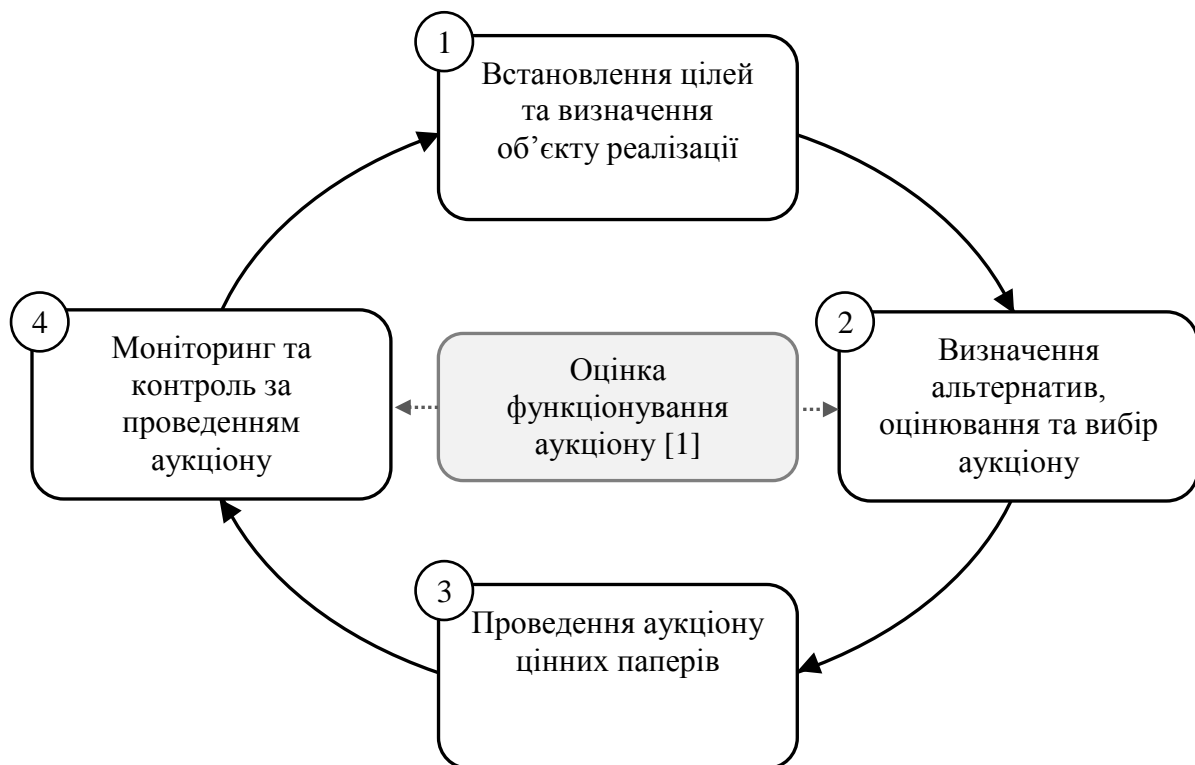 1
Встановлення цілей
та визначення
об’єкту реалізації
2
Визначення
альтернатив,
оцінювання та вибір
аукціону
3
Проведення аукціону
цінних паперів
4
Моніторинг та
контроль за
проведенням
аукціону
Оцінка
функціонування
аукціону [1]